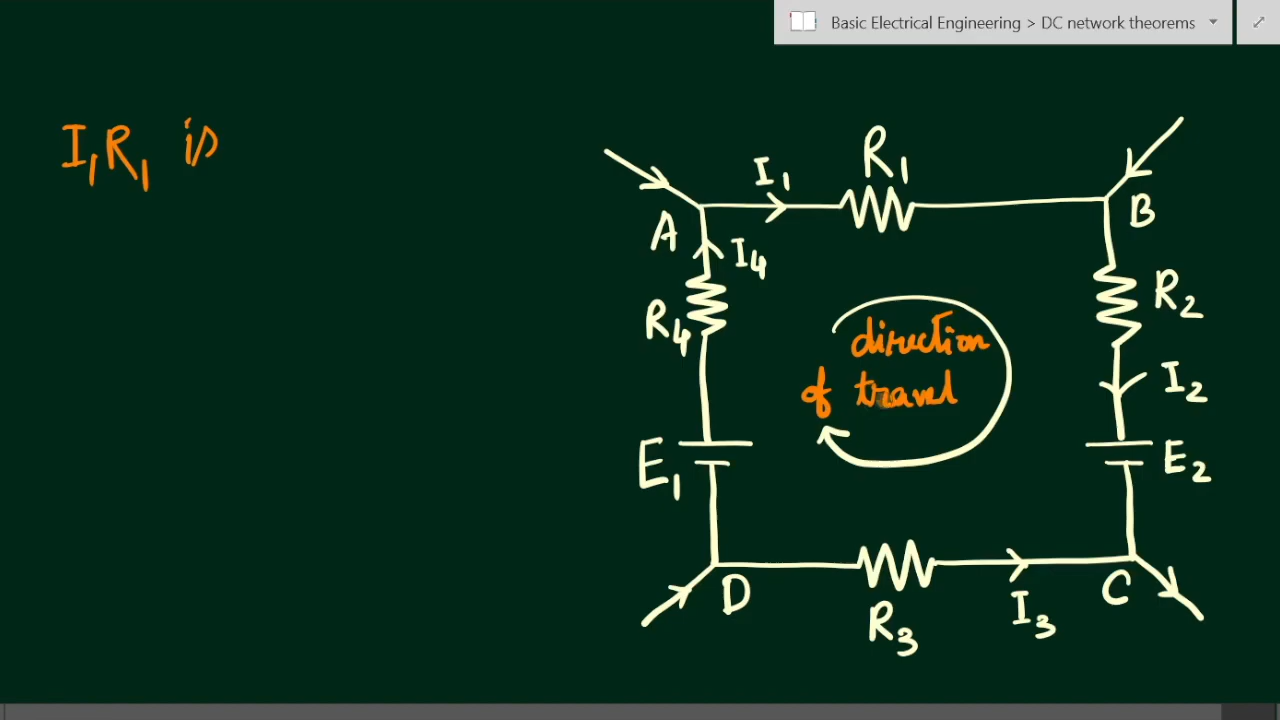 Basic Electrical Engineering > DC network theorems
I₁R₁ is
R₁
I₁
A
B
I₄
R₄
R₂
direction
of travel
I₂
E₁
E₂
D
C
R₃
I₃